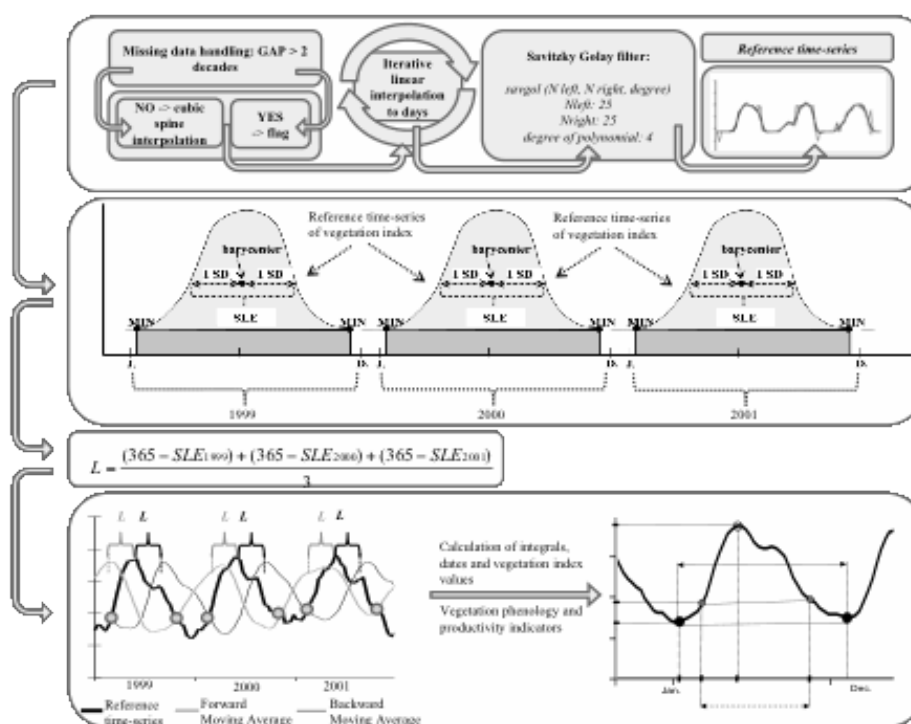 Missing data handling: GAP > 2
decades
NO -> cubic
spine
interpolation
YES
-> flag
Iterative
linear
interpolation
to days
Savitzky Golay filter:
savgol (N left, N right, degree)
Nleft: 25
Nright: 25
degree of polynomial: 4
Reference time-series
Reference time-series
of vegetation index
Reference time-series
of vegetation index
barycenter
1 SD
1 SD
SLE
MIN
MIN
J.
D.
1999
barycenter
1 SD
1 SD
SLE
MIN
MIN
J.
D.
2000
barycenter
1 SD
1 SD
SLE
MIN
MIN
J.
D.
2001
L = (365 − SLE1999) + (365 − SLE2000) + (365 − SLE2001)
3
L L
L L
L L
1999
2000
2001
Reference
time-series
Forward
Moving Average
Backward
Moving Average
Calculation of integrals,
dates and vegetation index
values
Vegetation phenology and
productivity indicators
Jan.
Dec.